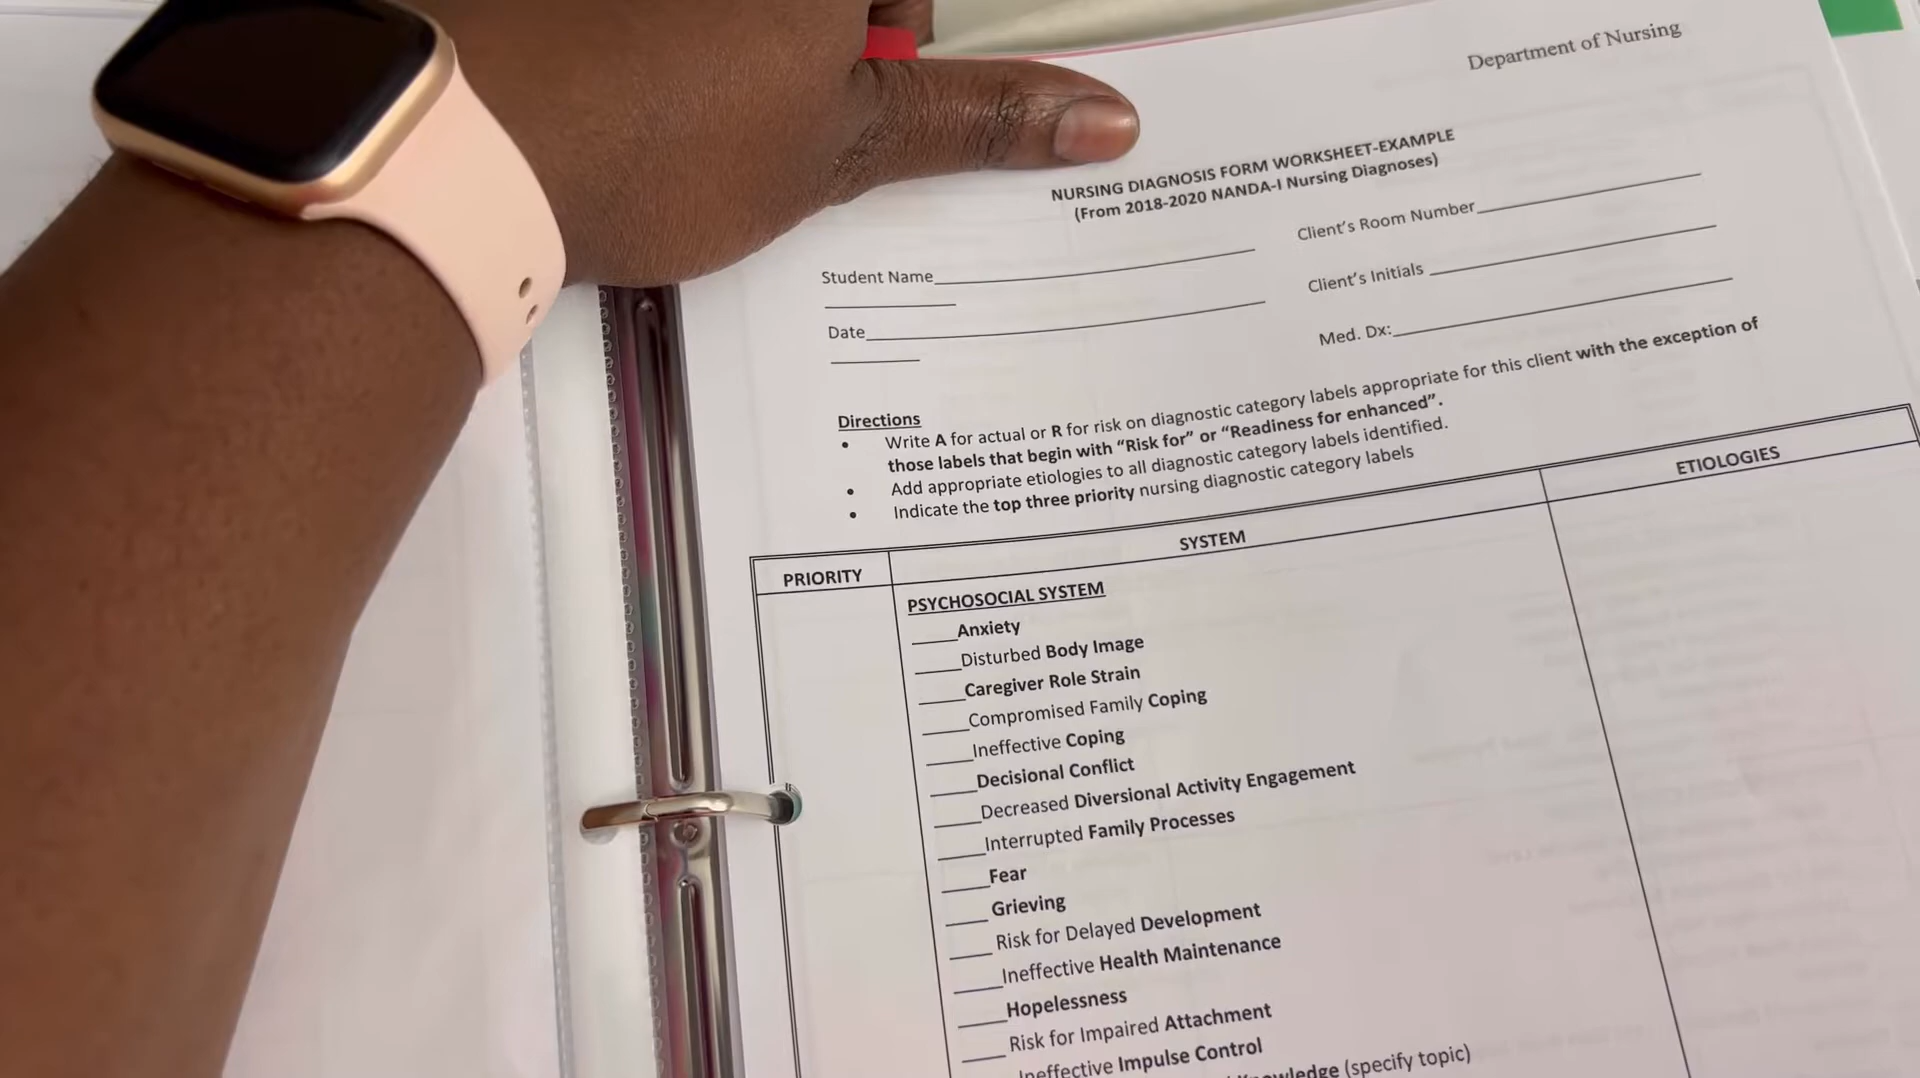 Department of Nursing
NURSING DIAGNOSIS FORM WORKSHEET-EXAMPLE
(From 2018-2020 NANDA-I Nursing Diagnoses)
Student Name
Client's Room Number
Client's Initials
Date
Med. Dx:
Directions
• Write A for actual or R for risk on diagnostic category labels appropriate for this client with the exception of
those labels that begin with “Risk for” or “Readiness for enhanced”.
• Add appropriate etiologies to all diagnostic category labels identified.
• Indicate the top three priority nursing diagnostic category labels
PRIORITY
SYSTEM
ETIOLOGIES
PSYCHOSOCIAL SYSTEM
Anxiety
Disturbed Body Image
Caregiver Role Strain
Compromised Family Coping
Ineffective Coping
Decisional Conflict
Decreased Diversional Activity Engagement
Interrupted Family Processes
Fear
Grieving
Risk for Delayed Development
Ineffective Health Maintenance
Hopelessness
Risk for Impaired Attachment
Ineffective Impulse Control
Knowledge (specify topic)